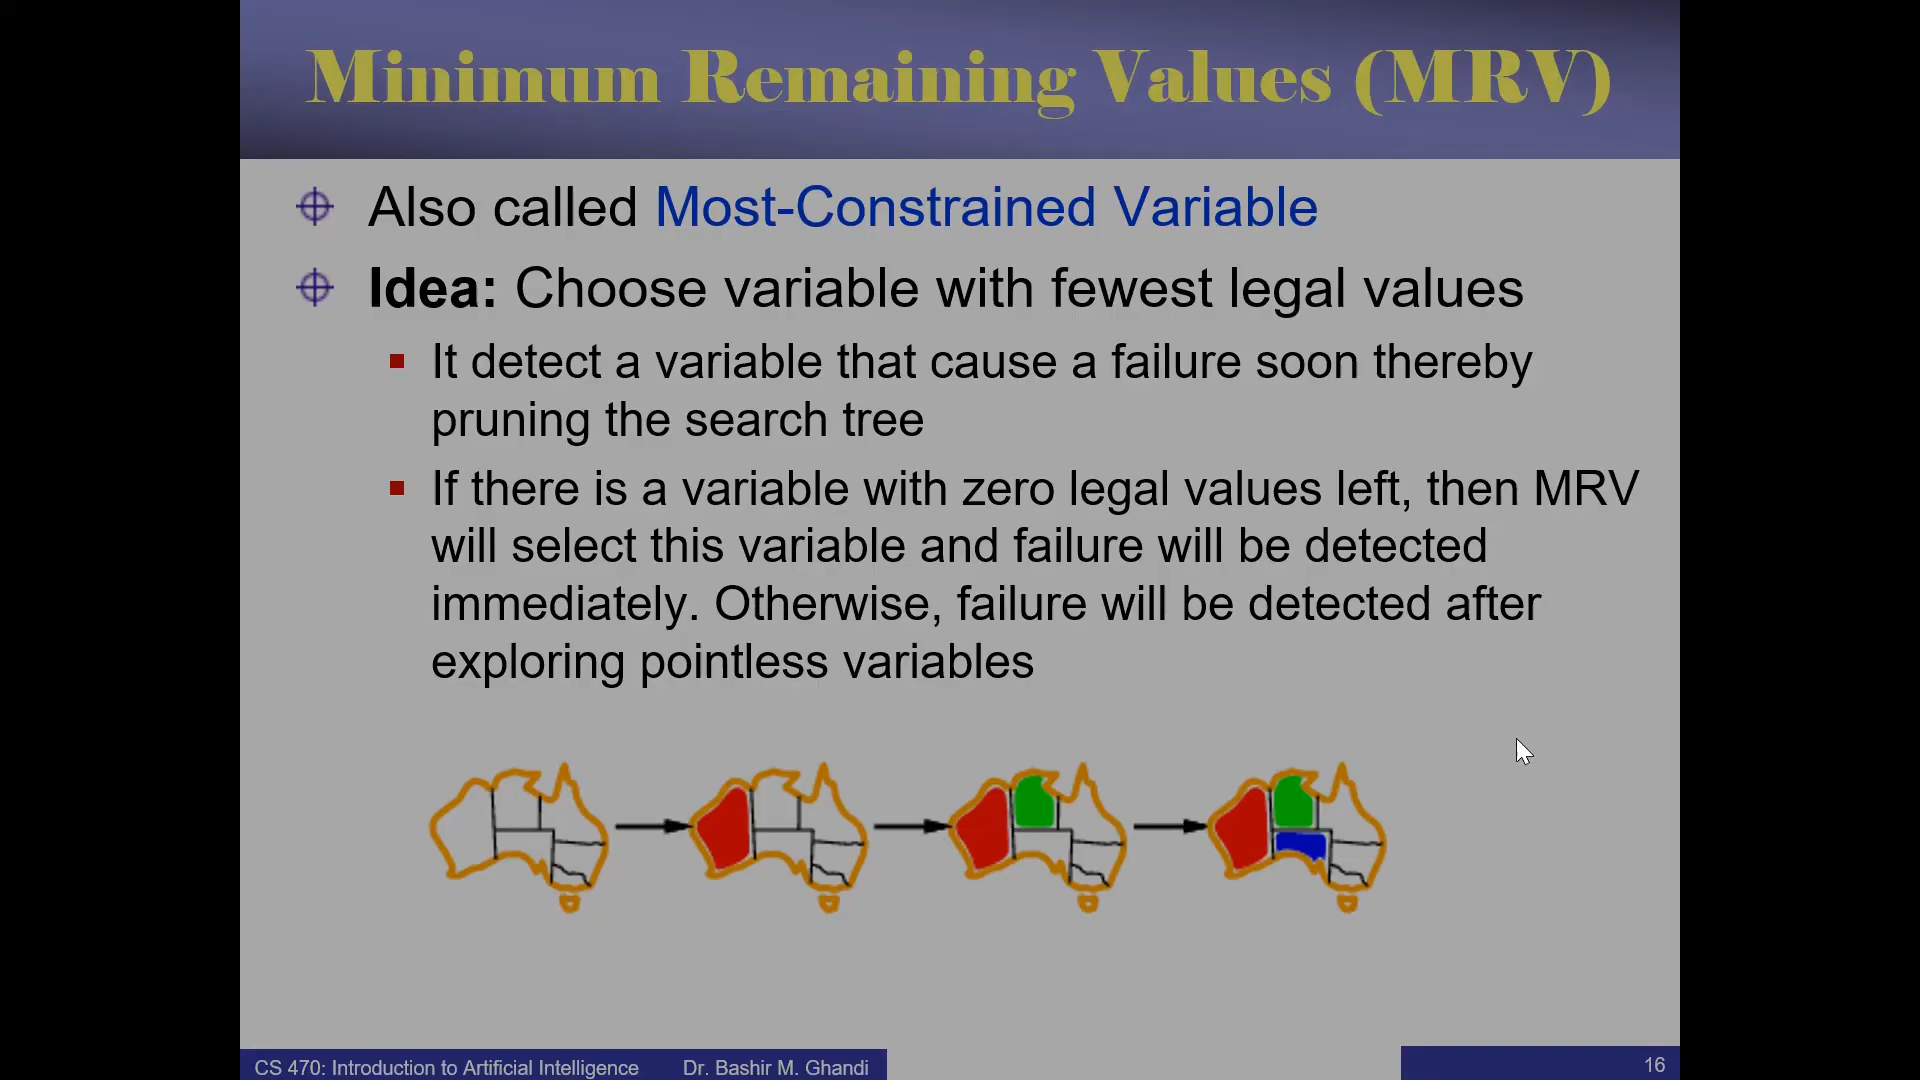 Minimum Remaining Values (MRV)
Also called Most-Constrained Variable
Idea: Choose variable with fewest legal values
It detect a variable that cause a failure soon thereby
pruning the search tree
If there is a variable with zero legal values left, then MRV
will select this variable and failure will be detected
immediately. Otherwise, failure will be detected after
exploring pointless variables
CS 470: Introduction to Artificial Intelligence Dr. Bashir M. Ghandi
16